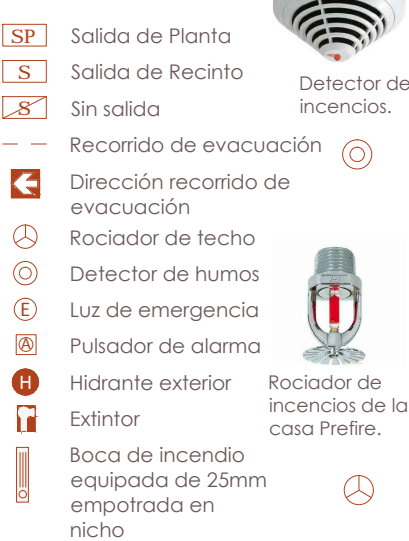 SP Salida de Planta
S Salida de Recinto
S Sin salida
Recorrido de evacuación
Dirección recorrido de
evacuación
Rociador de techo
Detector de humos
E Luz de emergencia
A Pulsador de alarma
H Hidrante exterior
Extintor
Boca de incendio
equipada de 25mm
empotrada en
nicho
Detector de
incencios.
Rociador de
incencios de la
casa Prefire.